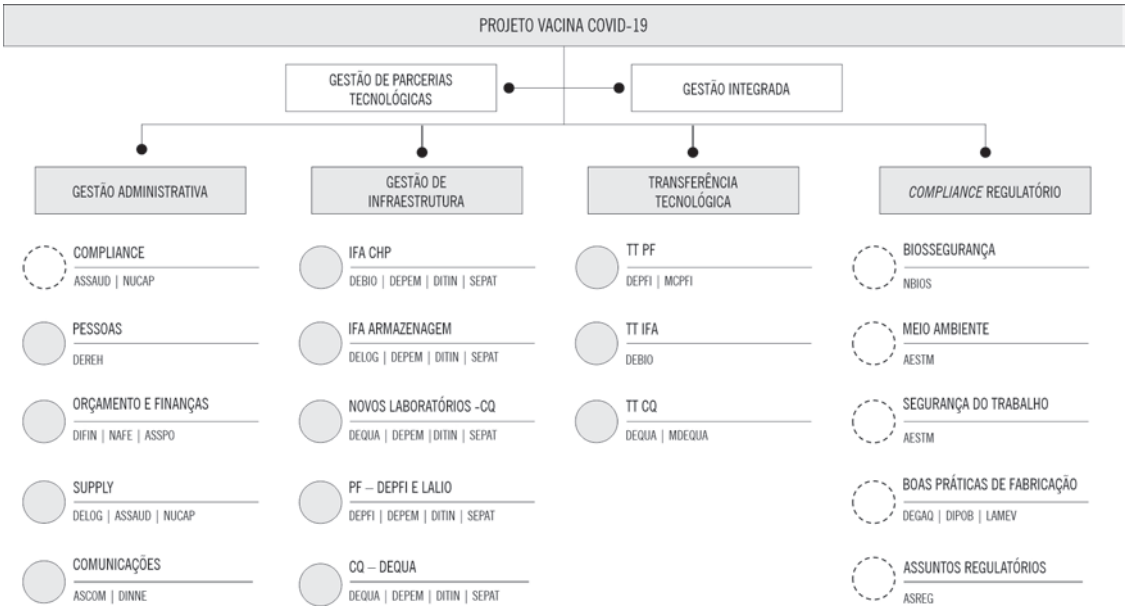 PROJETO VACINA COVID-19
GESTÃO DE PARCERIAS
TECNOLÓGICAS
GESTÃO INTEGRADA
GESTÃO ADMINISTRATIVA
COMPLIANCE
ASSAUD | NUCAP
PESSOAS
DEREH
ORÇAMENTO E FINANÇAS
DIFIN | NAFE | ASSPO
SUPPLY
DELOG | ASSAUD | NUCAP
COMUNICAÇÕES
ASCOM | DINNE
GESTÃO DE
INFRAESTRUTURA
IFA CHP
DEBIO | DEPEM | DITIN | SEPAT
IFA ARMAZENAGEM
DELOG | DEPEM | DITIN | SEPAT
NOVOS LABORATÓRIOS -CQ
DEQUA | DEPEM |DITIN | SEPAT
PF – DEPFI E LALIO
DEPFI | DEPEM | DITIN | SEPAT
CQ – DEQUA
DEQUA | DEPEM | DITIN | SEPAT
TRANSFERÊNCIA
TECNOLÓGICA
TT PF
DEPFI | MCPFI
TT IFA
DEBIO
TT CQ
DEQUA | MDEQUA
COMPLIANCE REGULATÓRIO
BIOSSEGURANÇA
NBIOS
MEIO AMBIENTE
AESTM
SEGURANÇA DO TRABALHO
AESTM
BOAS PRÁTICAS DE FABRICAÇÃO
DEGAQ | DIPOB | LAMEV
ASSUNTOS REGULATÓRIOS
ASREG